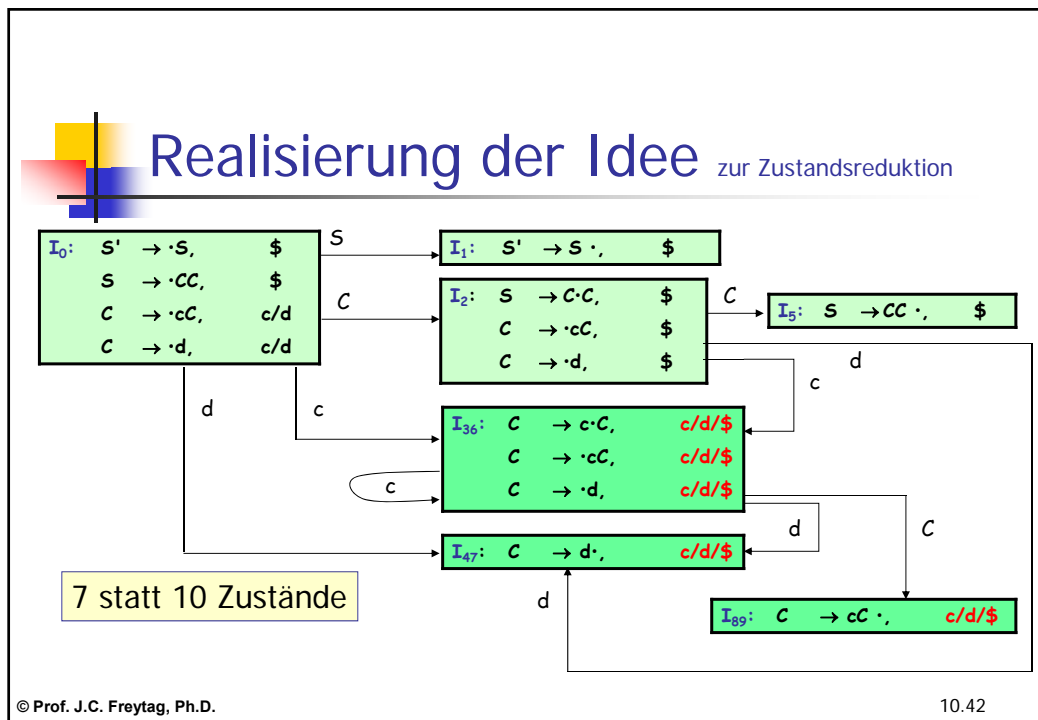 Realisierung der Idee zur Zustandsreduktion
I₀: S' → ·S, $
S → ·CC, $
C → ·cC, c/d
C → ·d, c/d
S
C
I₁: S' → S ·, $
I₂: S → C·C, $
C → ·cC, $
C → ·d, $
C
I₅: S → CC ·, $
d
c
d
c
I₃₆: C → c·C, c/d/$
C → ·cC, c/d/$
C → ·d, c/d/$
c
d
C
I₄₇: C → d·, c/d/$
7 statt 10 Zustände
d
I₈₉: C → cC ·, c/d/$
© Prof. J.C. Freytag, Ph.D. 10.42